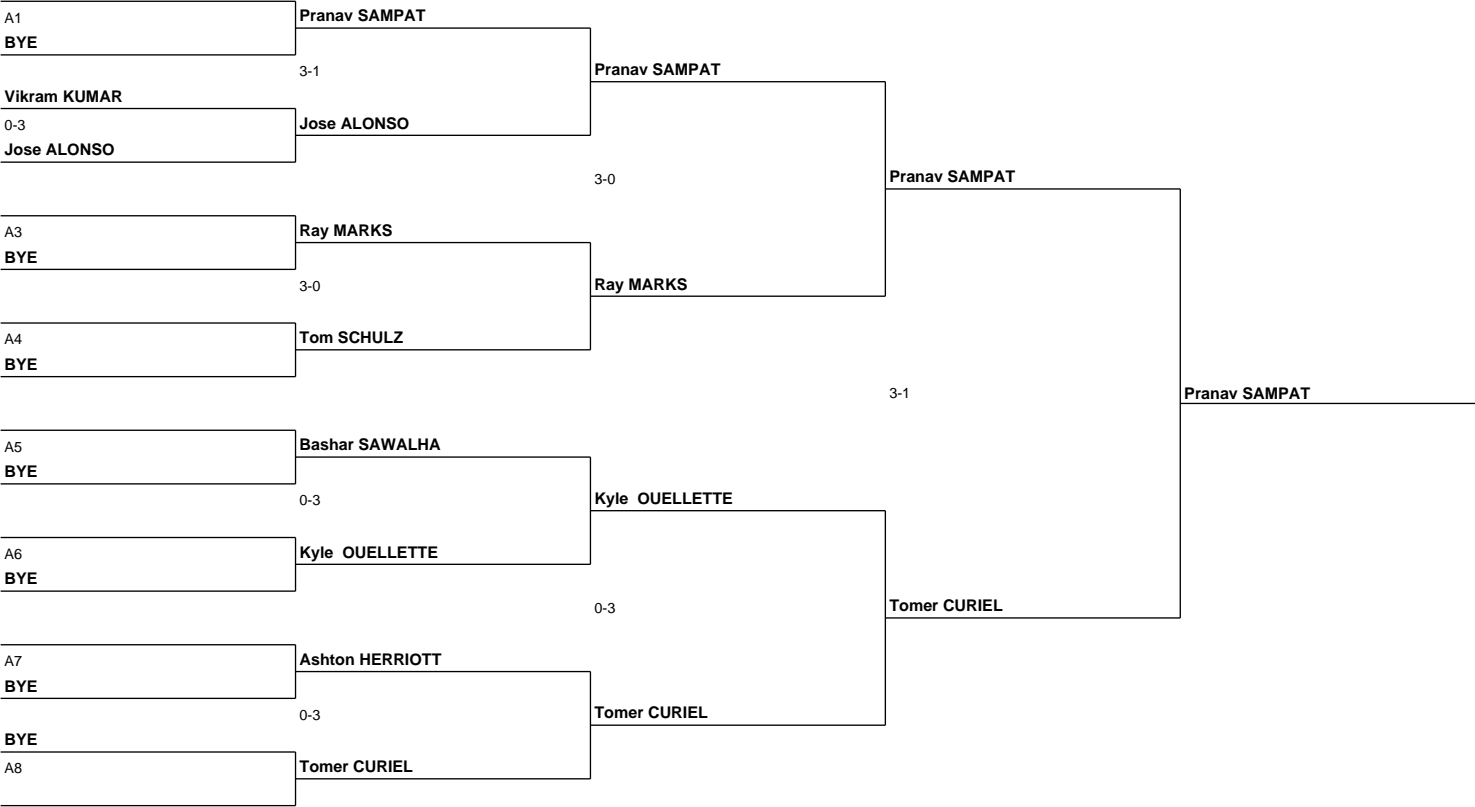 A1
BYE
Vikram KUMAR
0-3
Jose ALONSO
A3
BYE
A4
BYE
A5
BYE
A6
BYE
A7
BYE
BYE
A8
Pranav SAMPAT
3-1
Jose ALONSO
Ray MARKS
3-0
Tom SCHULZ
Bashar SAWALHA
0-3
Kyle  OUELLETTE
Ashton HERRIOTT
0-3
Tomer CURIEL
Pranav SAMPAT
3-0
Ray MARKS
Kyle  OUELLETTE
0-3
Tomer CURIEL
Pranav SAMPAT
3-1
Tomer CURIEL
Pranav SAMPAT